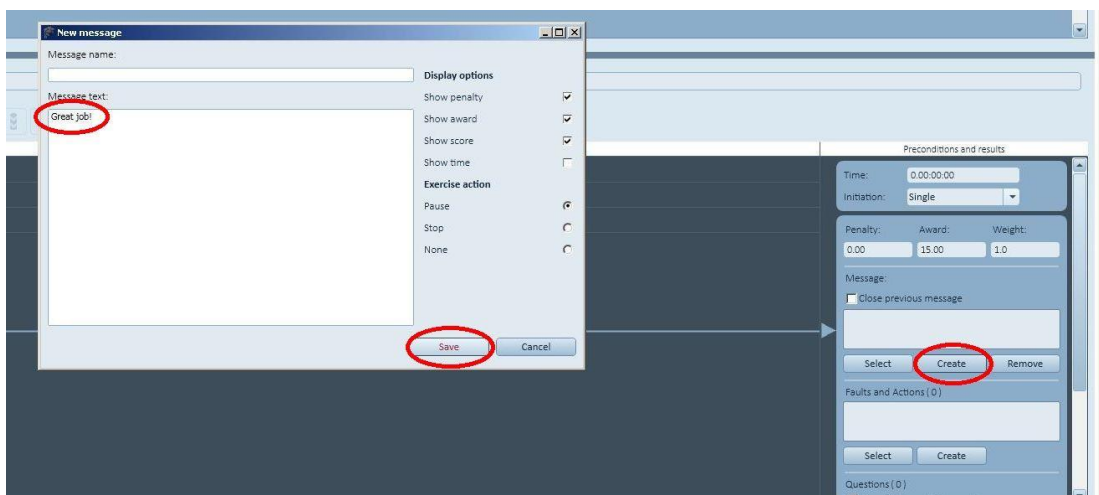 New message
Message name:
Display options
Message text:
Show penalty
Great job!
Show award
Show score
Show time
Exercise action
Pause
Stop
None
Save Cancel
Preconditions and results
Time: 0.00:00:00
Initiation: Single
Penalty: Award: Weight:
0.00 15.00 1.0
Message:
Close previous message
Select Create Remove
Faults and Actions ( 0 )
Select Create
Questions ( 0 )